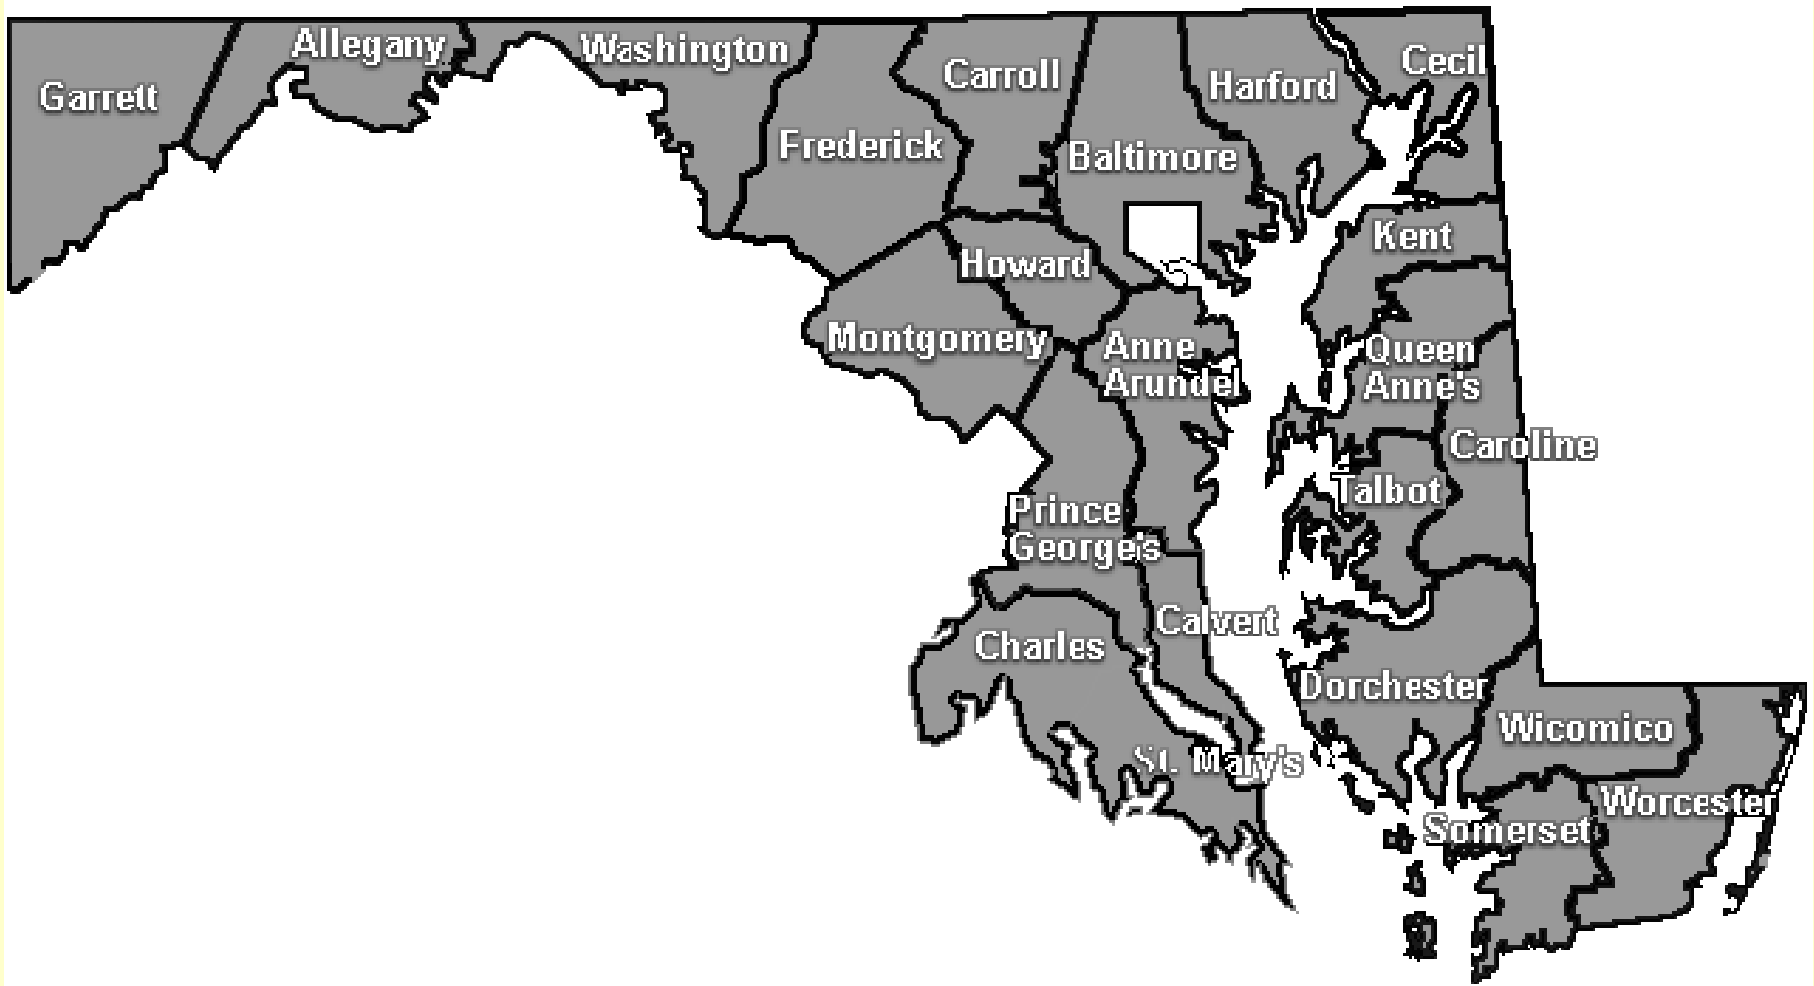 Allegany
Washington
Cecil
Carroll
Harford
Garrett
Frederick
Baltimore
Kent
Howard
Montgomery
Anne
Arundel
Queen
Anne's
Caroline
Talbot
Prince
George's
Calvert
Charles
Dorchester
Wicomico
St. Mary's
Worcester
Somerset